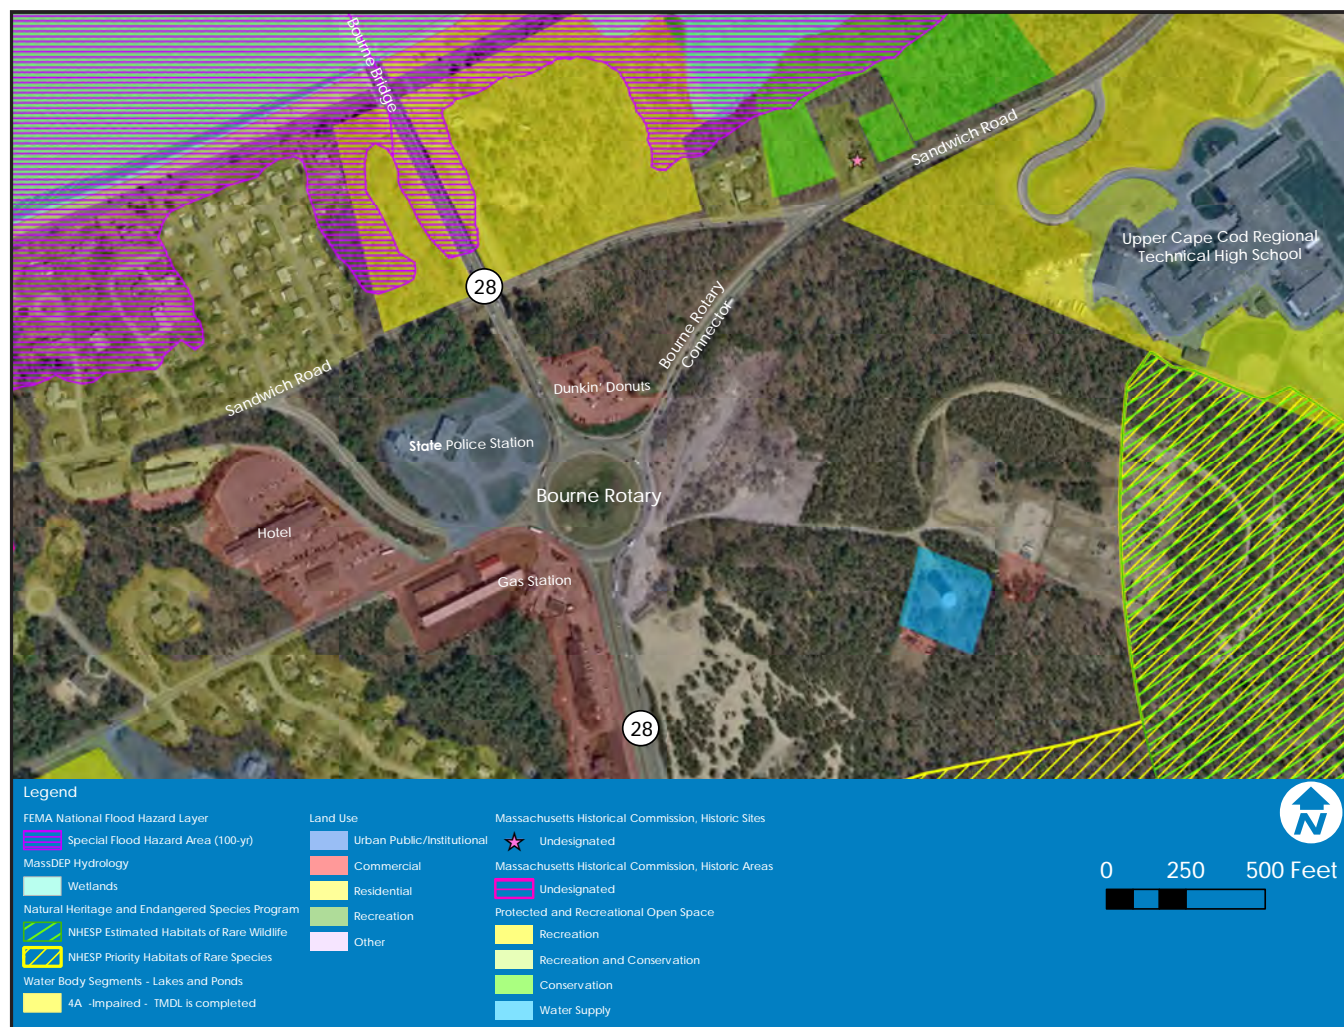 Bourne Bridge
Sandwich Road
Upper Cape Cod Regional
Technical High School
28
Bourne Rotary
Connector
Sandwich Road
Dunkin' Donuts
State Police Station
Bourne Rotary
Hotel
Gas Station
28
Legend
FEMA National Flood Hazard Layer
Special Flood Hazard Area (100-yr)
MassDEP Hydrology
Wetlands
Natural Heritage and Endangered Species Program
NHESP Estimated Habitats of Rare Wildlife
NHESP Priority Habitats of Rare Species
Water Body Segments - Lakes and Ponds
4A -Impaired - TMDL is completed
Land Use
Urban Public/Institutional
Commercial
Residential
Recreation
Other
Massachusetts Historical Commission, Historic Sites
Undesignated
Massachusetts Historical Commission, Historic Areas
Undesignated
Protected and Recreational Open Space
Recreation
Recreation and Conservation
Conservation
Water Supply
N
0 250 500 Feet